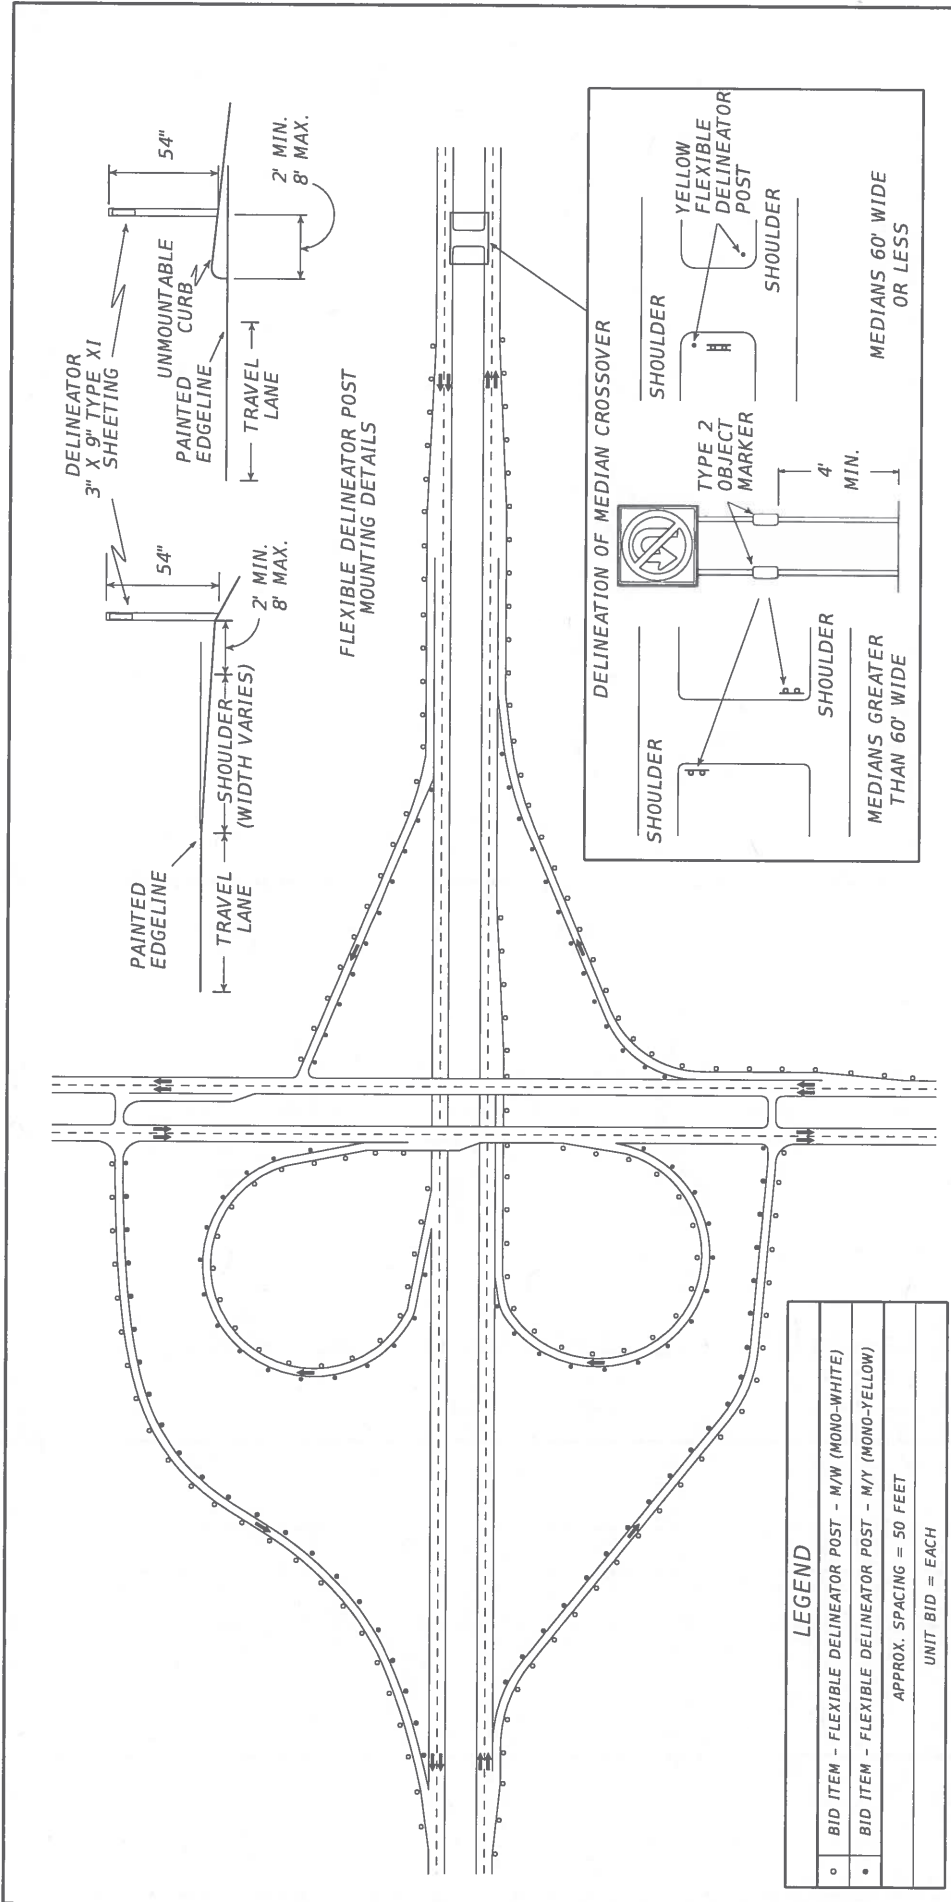 DELINEATOR
3" X 9" TYPE XI
SHEETING
54"
54"
UNMOUNTABLE
CURB
PAINTED
EDGELINE
TRAVEL
LANE
2' MIN.
8' MAX.
PAINTED
EDGELINE
TRAVEL
LANE
SHOULDER
(WIDTH VARIES)
2' MIN.
8' MAX.
FLEXIBLE DELINEATOR POST
MOUNTING DETAILS
DELINEATION OF MEDIAN CROSSOVER
SHOULDER
SHOULDER
MEDIANS GREATER
THAN 60' WIDE
TYPE 2
OBJECT
MARKER
4'
MIN.
SHOULDER
YELLOW
FLEXIBLE
DELINEATOR
POST
SHOULDER
MEDIANS 60' WIDE
OR LESS
LEGEND
BID ITEM - FLEXIBLE DELINEATOR POST - M/W (MONO-WHITE)
BID ITEM - FLEXIBLE DELINEATOR POST - M/Y (MONO-YELLOW)
APPROX. SPACING = 50 FEET
UNIT BID = EACH